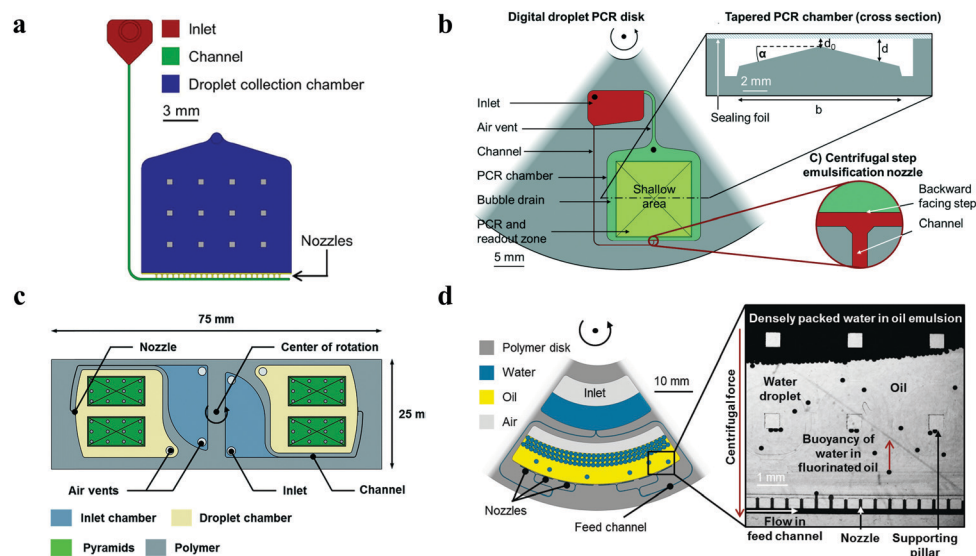 a
Inlet
Channel
Droplet collection chamber
3 mm
Nozzles
b
Digital droplet PCR disk
Tapered PCR chamber (cross section)
α
d₀
d
2 mm
b
Sealing foil
Inlet
Air vent
Channel
PCR chamber
Bubble drain
PCR and
readout zone
Shallow
area
5 mm
C) Centrifugal step
emulsification nozzle
Backward
facing step
Channel
c
75 mm
Nozzle
Center of rotation
25 m
Air vents
Inlet
Channel
Inlet chamber
Droplet chamber
Pyramids
Polymer
d
Polymer disk
Water
Oil
Air
Inlet
10 mm
Nozzles
Feed channel
Centrifugal force
Densely packed water in oil emulsion
Water
droplet
Oil
Buoyancy of
water in
fluorinated oil
1 mm
Flow in
feed channel
Nozzle
Supporting
pillar